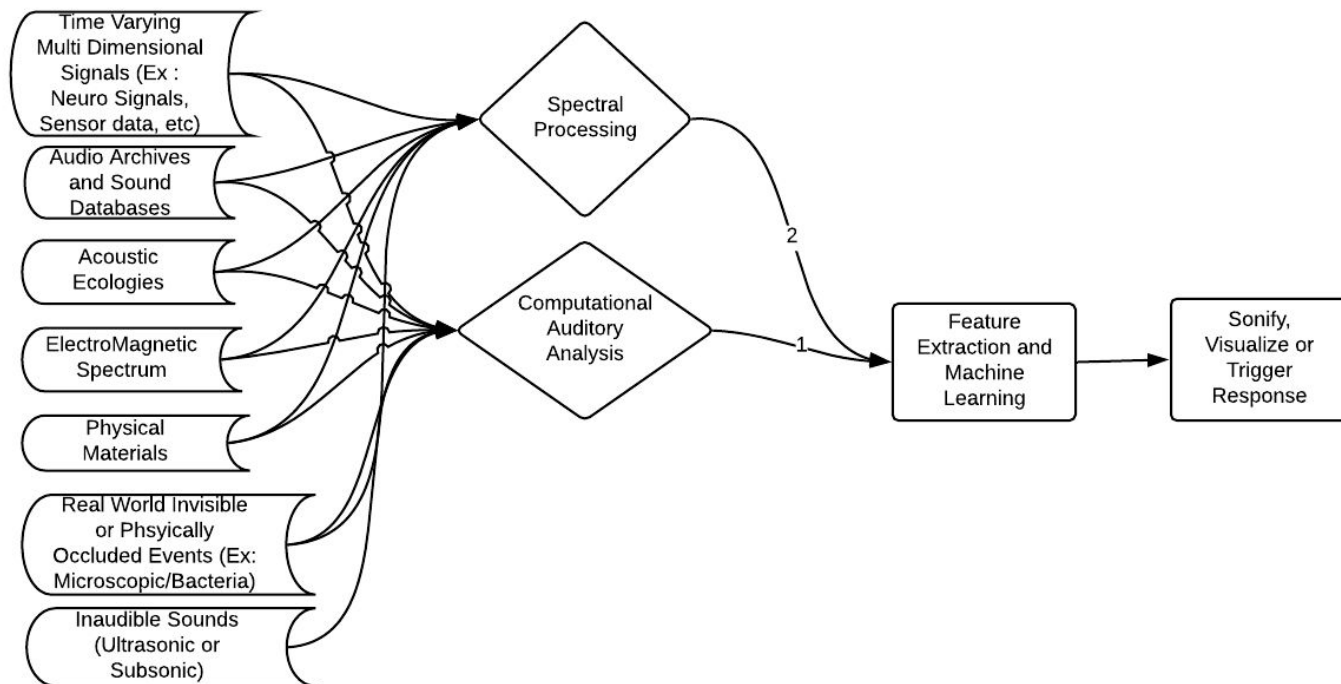 Time Varying
Multi Dimensional
Signals (Ex :
Neuro Signals,
Sensor data, etc)
Audio Archives
and Sound
Databases
Acoustic
Ecologies
ElectroMagnetic
Spectrum
Physical
Materials
Real World Invisible
or Phsyically
Occluded Events (Ex:
Microscopic/Bacteria)
Inaudible Sounds
(Ultrasonic or
Subsonic)
Spectral
Processing
Computational
Auditory
Analysis
2
1
Feature
Extraction and
Machine
Learning
Sonify,
Visualize or
Trigger
Response